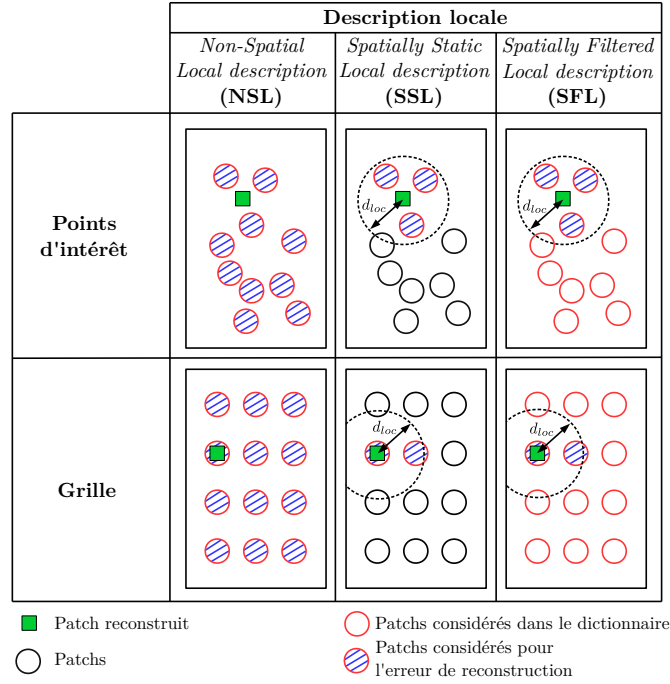 Description locale
Non-Spatial
Local description
(NSL)
Spatially Static
Local description
(SSL)
Spatially Filtered
Local description
(SFL)
Points
d'intérêt
d_loc
d_loc
Grille
d_loc
d_loc
Patch reconstruit
Patchs
Patchs considérés dans le dictionnaire
Patchs considérés pour
l'erreur de reconstruction